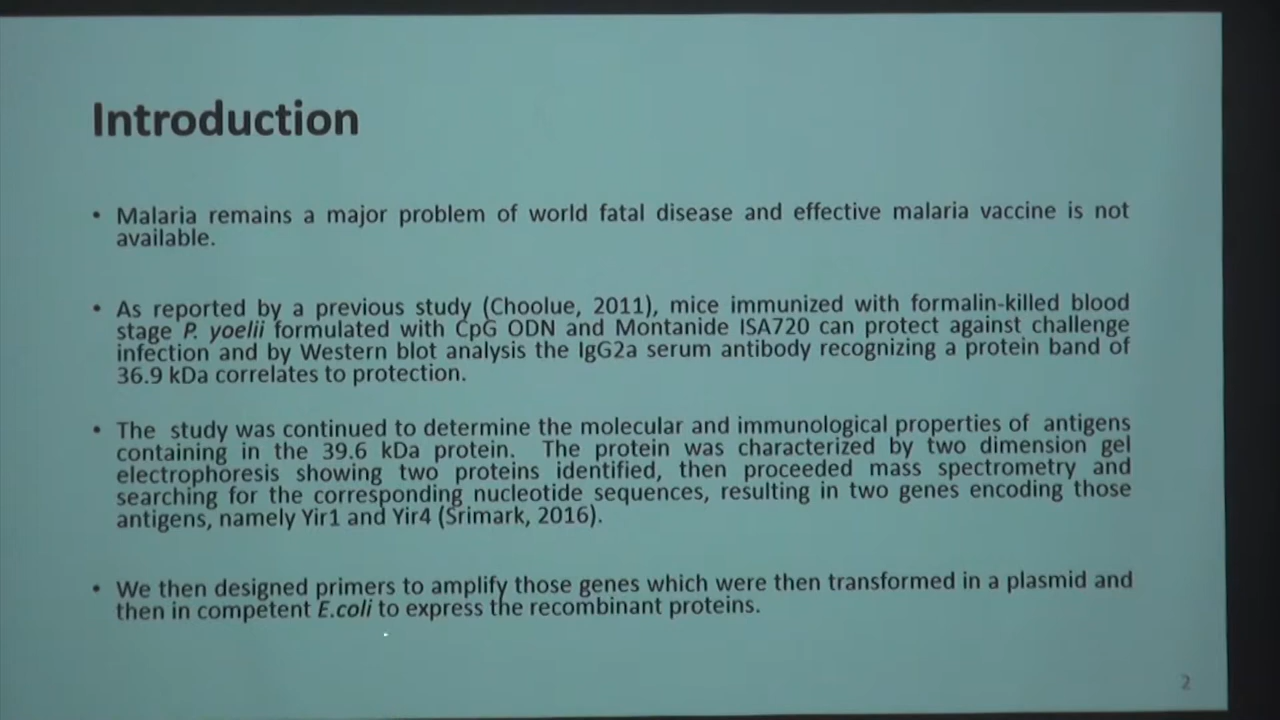 Introduction
• Malaria remains a major problem of world fatal disease and effective malaria vaccine is not
available.
• As reported by a previous study (Choolue, 2011), mice immunized with formalin-killed blood
stage P. yoelii formulated with CpG ODN and Montanide ISA720 can protect against challenge
infection and by Western blot analysis the IgG2a serum antibody recognizing a protein band of
36.9 kDa correlates to protection.
• The study was continued to determine the molecular and immunological properties of antigens
containing in the 39.6 kDa protein. The protein was characterized by two dimension gel
electrophoresis showing two proteins identified, then proceeded mass spectrometry and
searching for the corresponding nucleotide sequences, resulting in two genes encoding those
antigens, namely Yir1 and Yir4 (Srimark, 2016).
• We then designed primers to amplify those genes which were then transformed in a plasmid and
then in competent E.coli to express the recombinant proteins.
2